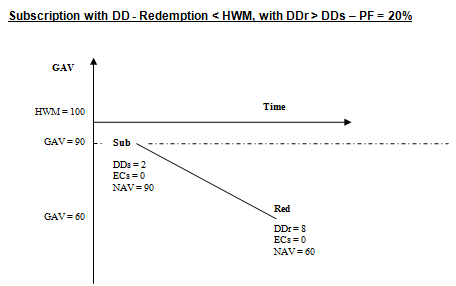 Subscription with DD - Redemption < HWM, with DDr> DDs – PF = 20%
GAV
HWM = 100
Time
GAV = 90
Sub
DDs = 2
ECs = 0
NAV = 90
GAV = 60
Red
DDr = 8
ECs = 0
NAV = 60